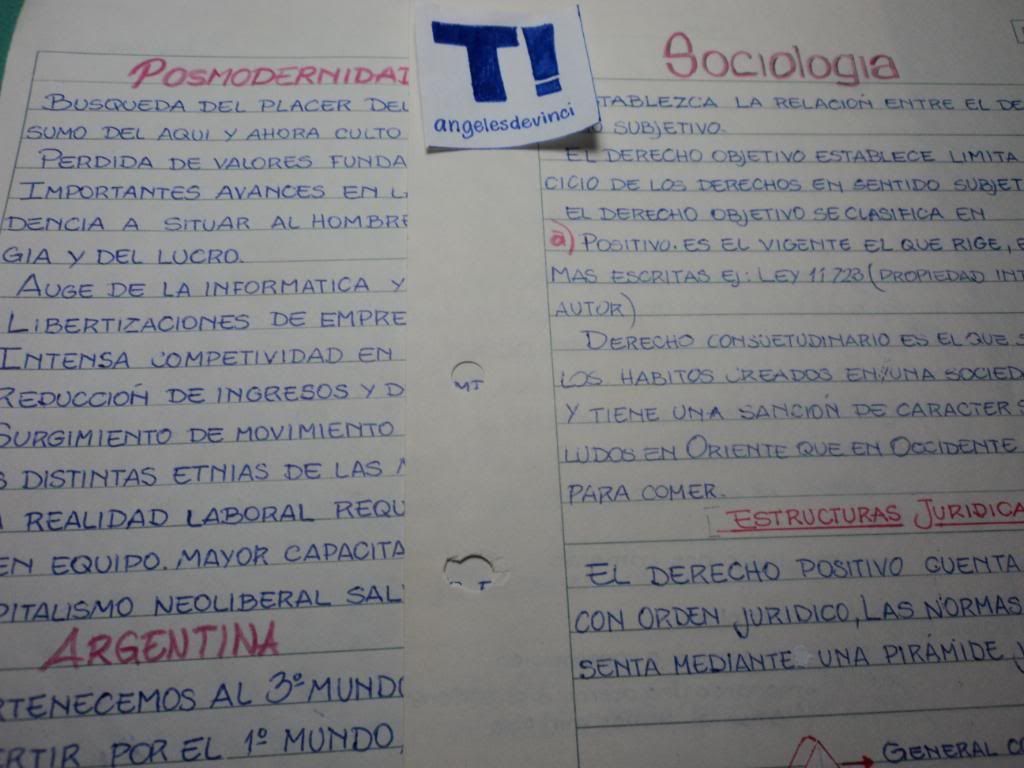 POSMODERNIDAD
BUSQUEDA DEL PLACER DEL
SUMO DEL AQUI Y AHORA CULTO
PERDIDA DE VALORES FUNDA
IMPORTANTES AVANCES EN L
DENCIA A SITUAR AL HOMBRE
GIA Y DEL LUCRO.
AUGE DE LA INFORMATICA Y
LIBERTIZACIONES DE EMPRE
INTENSA COMPETIVIDAD EN
REDUCCIÓN DE INGRESOS Y D
SURGIMIENTO DE MOVIMIENTO
S DISTINTAS ETNIAS DE LAS
REALIDAD LABORAL REQU
EN EQUIPO. MAYOR CAPACITA
PITALISMO NEOLIBERAL SAL
ARGENTINA
RTENECEMOS AL 3º MUNDO
ERTIR POR EL 1º MUNDO,
T!
angelesdevinci
MT
Sociologia
TABLEZCA LA RELACIÓN ENTRE EL DE
O SUBJETIVO.
EL DERECHO OBJETIVO ESTABLECE LIMITA
CICIO DE LOS DERECHOS EN SENTIDO SUBJET
EL DERECHO OBJETIVO SE CLASIFICA EN
a) POSITIVO. ES EL VIGENTE EL QUE RIGE, E
MAS ESCRITAS EJ: LEY 11723 (PROPIEDAD INT
AUTOR)
DERECHO CONSUETUDINARIO ES EL QUE S
LOS HABITOS CREADOS EN UNA SOCIED
Y TIENE UNA SANCIÓN DE CARACTER S
LUDOS EN ORIENTE QUE EN OCCIDENTE
PARA COMER.
ESTRUCTURAS JURIDICA
EL DERECHO POSITIVO CUENTA
CON ORDEN JURIDICO, LAS NORMAS
SENTA MEDIANTE UNA PIRÁMIDE J
GENERAL CO